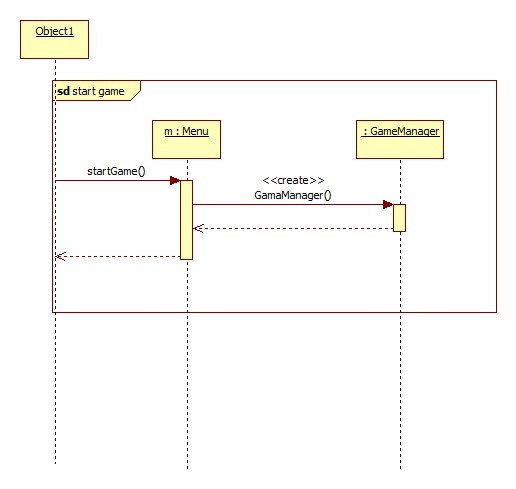 Object1
sd start game
m : Menu
: GameManager
startGame()
<<create>>
GamaManager()